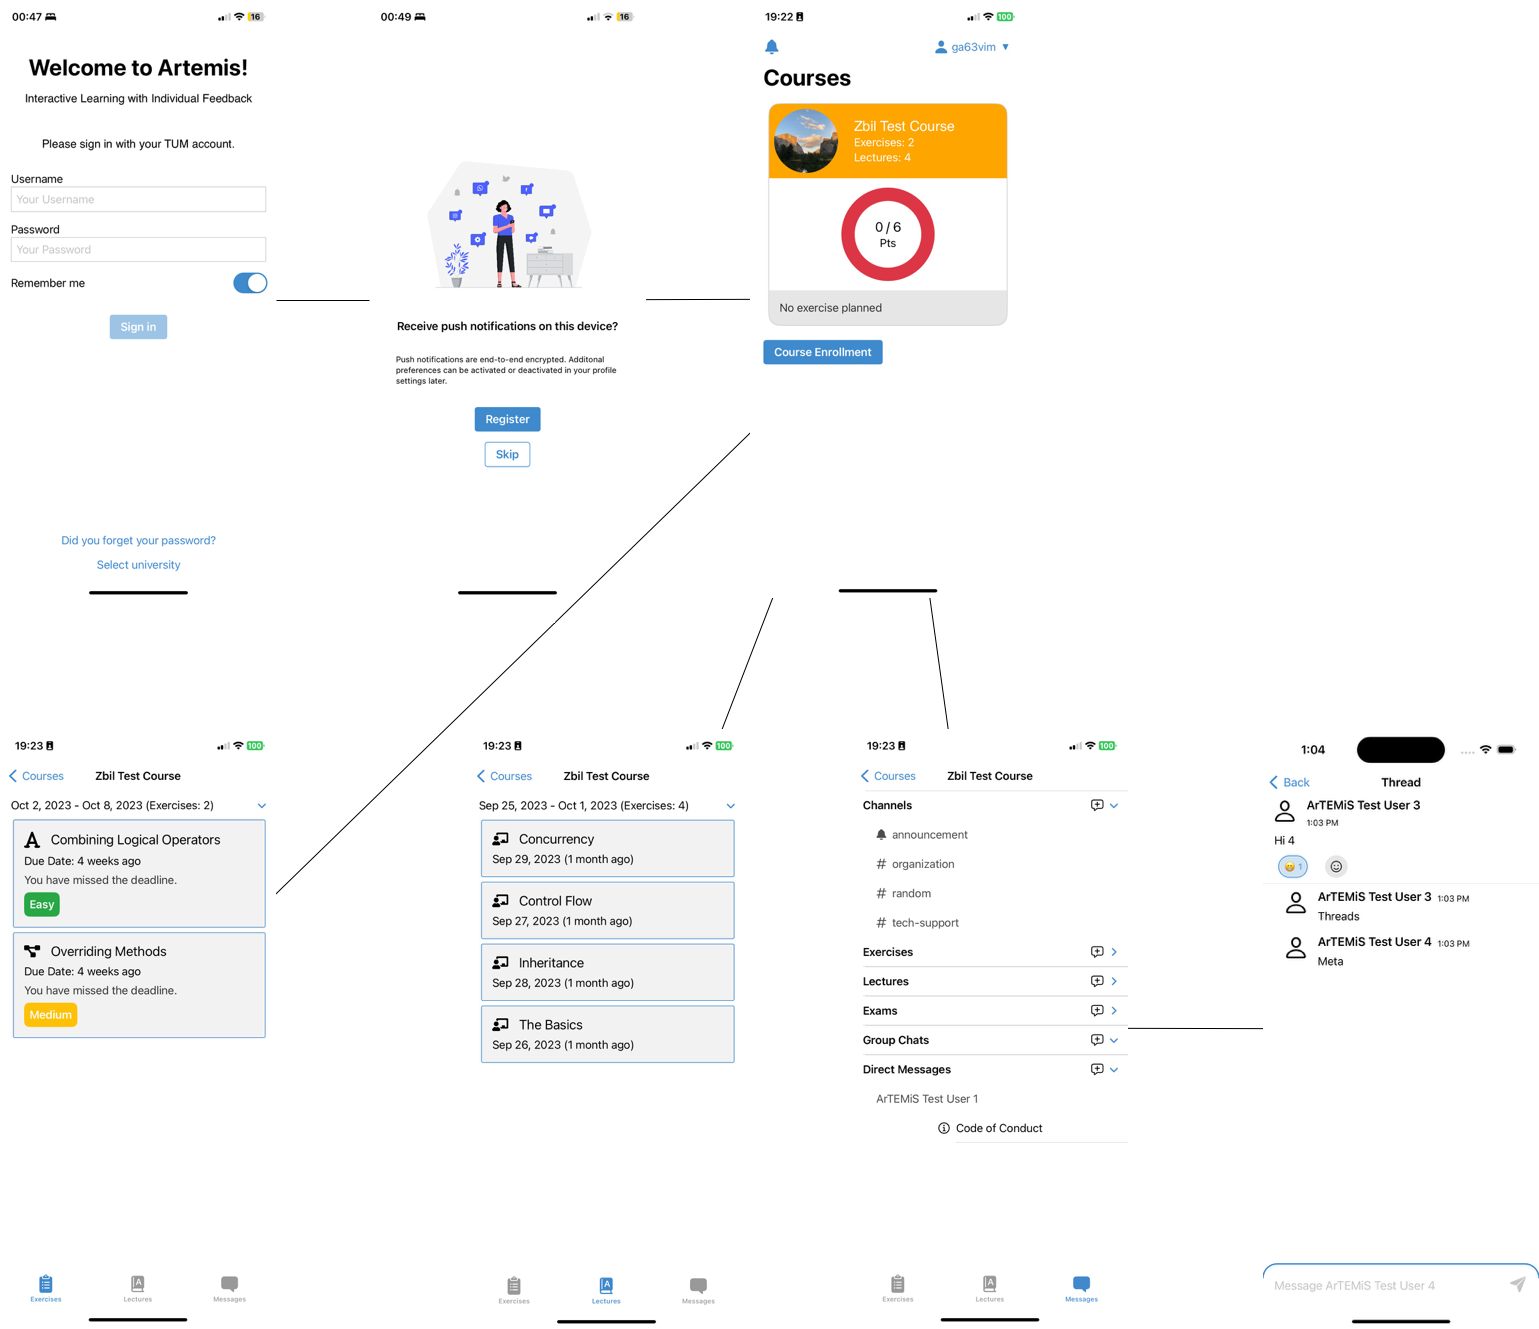 00:47
16
Welcome to Artemis!
Interactive Learning with Individual Feedback
Please sign in with your TUM account.
Username
Your Username
Password
Your Password
Remember me
Sign in
Did you forget your password?
Select university
00:49
16
Receive push notifications on this device?
Push notifications are end-to-end encrypted. Additonal
preferences can be activated or deactivated in your profile
settings later.
Register
Skip
19:22
100
ga63vim
Courses
Zbil Test Course
Exercises: 2
Lectures: 4
0 / 6
Pts
No exercise planned
Course Enrollment
19:23
100
Courses
Zbil Test Course
Oct 2, 2023 - Oct 8, 2023 (Exercises: 2)
Combining Logical Operators
Due Date: 4 weeks ago
You have missed the deadline.
Easy
Overriding Methods
Due Date: 4 weeks ago
You have missed the deadline.
Medium
Exercises
Lectures
Messages
19:23
100
Courses
Zbil Test Course
Sep 25, 2023 - Oct 1, 2023 (Exercises: 4)
Concurrency
Sep 29, 2023 (1 month ago)
Control Flow
Sep 27, 2023 (1 month ago)
Inheritance
Sep 28, 2023 (1 month ago)
The Basics
Sep 26, 2023 (1 month ago)
Exercises
Lectures
Messages
19:23
100
Courses
Zbil Test Course
Channels
announcement
# organization
# random
# tech-support
Exercises
Lectures
Exams
Group Chats
Direct Messages
ArTEMiS Test User 1
Code of Conduct
Exercises
Lectures
Messages
1:04
Back
Thread
ArTEMiS Test User 3
1:03 PM
Hi 4
1
ArTEMiS Test User 3 1:03 PM
Threads
ArTEMiS Test User 4 1:03 PM
Meta
Message ArTEMiS Test User 4